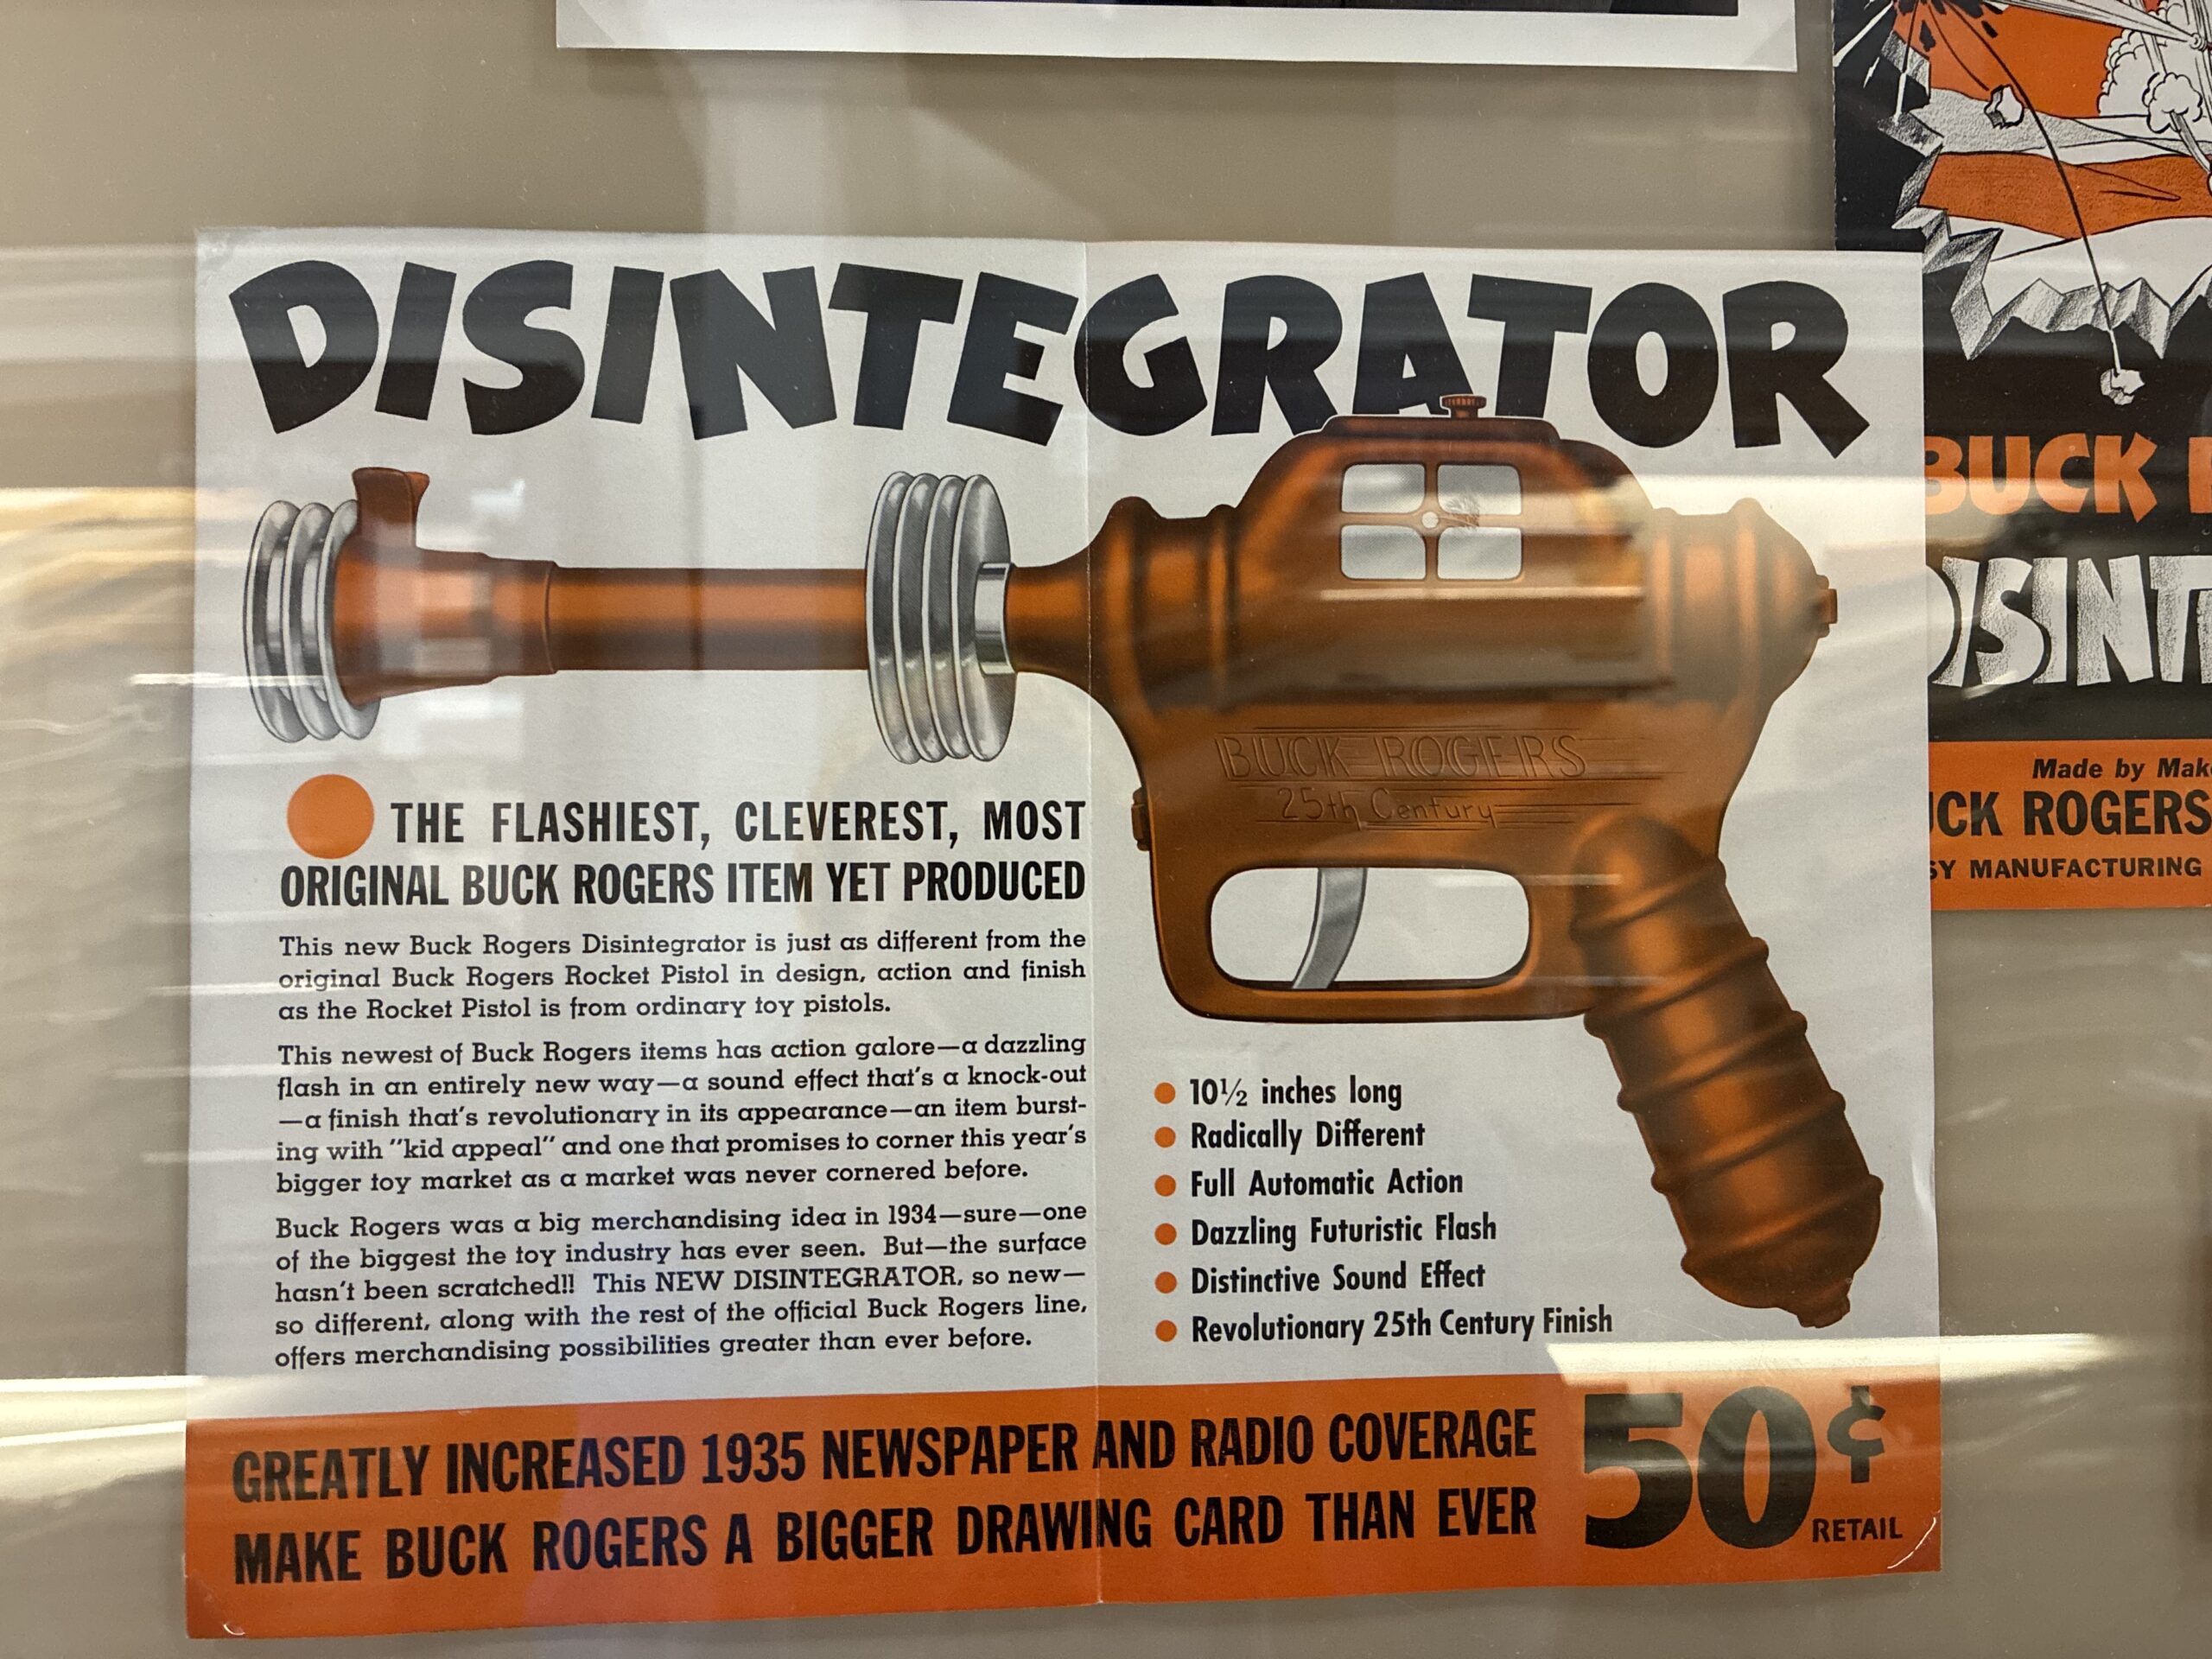 DISINTEGRATOR
BUCK ROGERS
25th Century
THE FLASHIEST, CLEVEREST, MOST
ORIGINAL BUCK ROGERS ITEM YET PRODUCED
This new Buck Rogers Disintegrator is just as different from the
original Buck Rogers Rocket Pistol in design, action and finish
as the Rocket Pistol is from ordinary toy pistols.
This newest of Buck Rogers items has action galore—a dazzling
flash in an entirely new way—a sound effect that's a knock-out
—a finish that's revolutionary in its appearance—an item burst-
ing with "kid appeal" and one that promises to corner this year's
bigger toy market as a market was never cornered before.
Buck Rogers was a big merchandising idea in 1934—sure—one
of the biggest the toy industry has ever seen. But—the surface
hasn't been scratched!! This NEW DISINTEGRATOR, so new—
so different, along with the rest of the official Buck Rogers line,
offers merchandising possibilities greater than ever before.
10½ inches long
Radically Different
Full Automatic Action
Dazzling Futuristic Flash
Distinctive Sound Effect
Revolutionary 25th Century Finish
GREATLY INCREASED 1935 NEWSPAPER AND RADIO COVERAGE
MAKE BUCK ROGERS A BIGGER DRAWING CARD THAN EVER
50¢
RETAIL
BUCK
Made by
ROGERS
MANUFACTURING